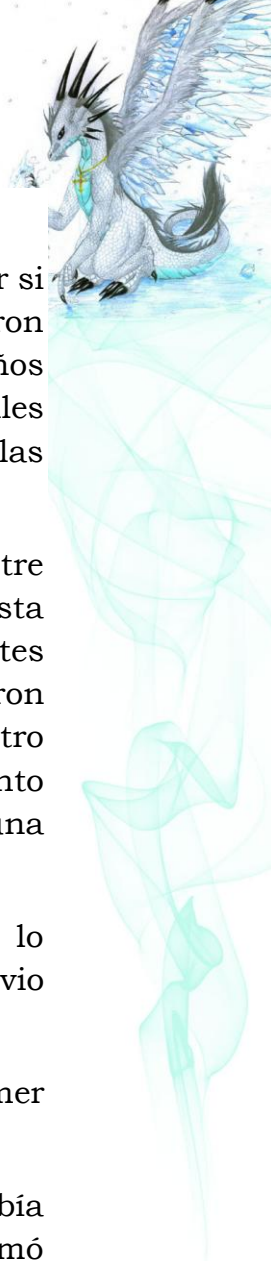 r si
ron
ños
les
las
tre
sta
tes
ron
tro
nto
una
lo
vio
ner
bía
mó